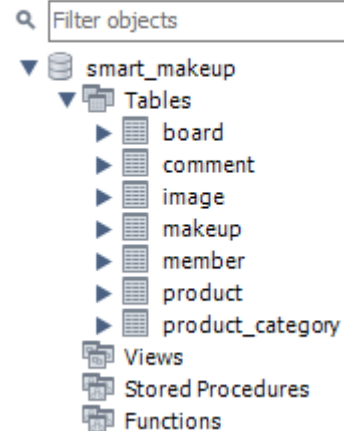 Filter objects
smart_makeup
Tables
board
comment
image
makeup
member
product
product_category
Views
Stored Procedures
Functions